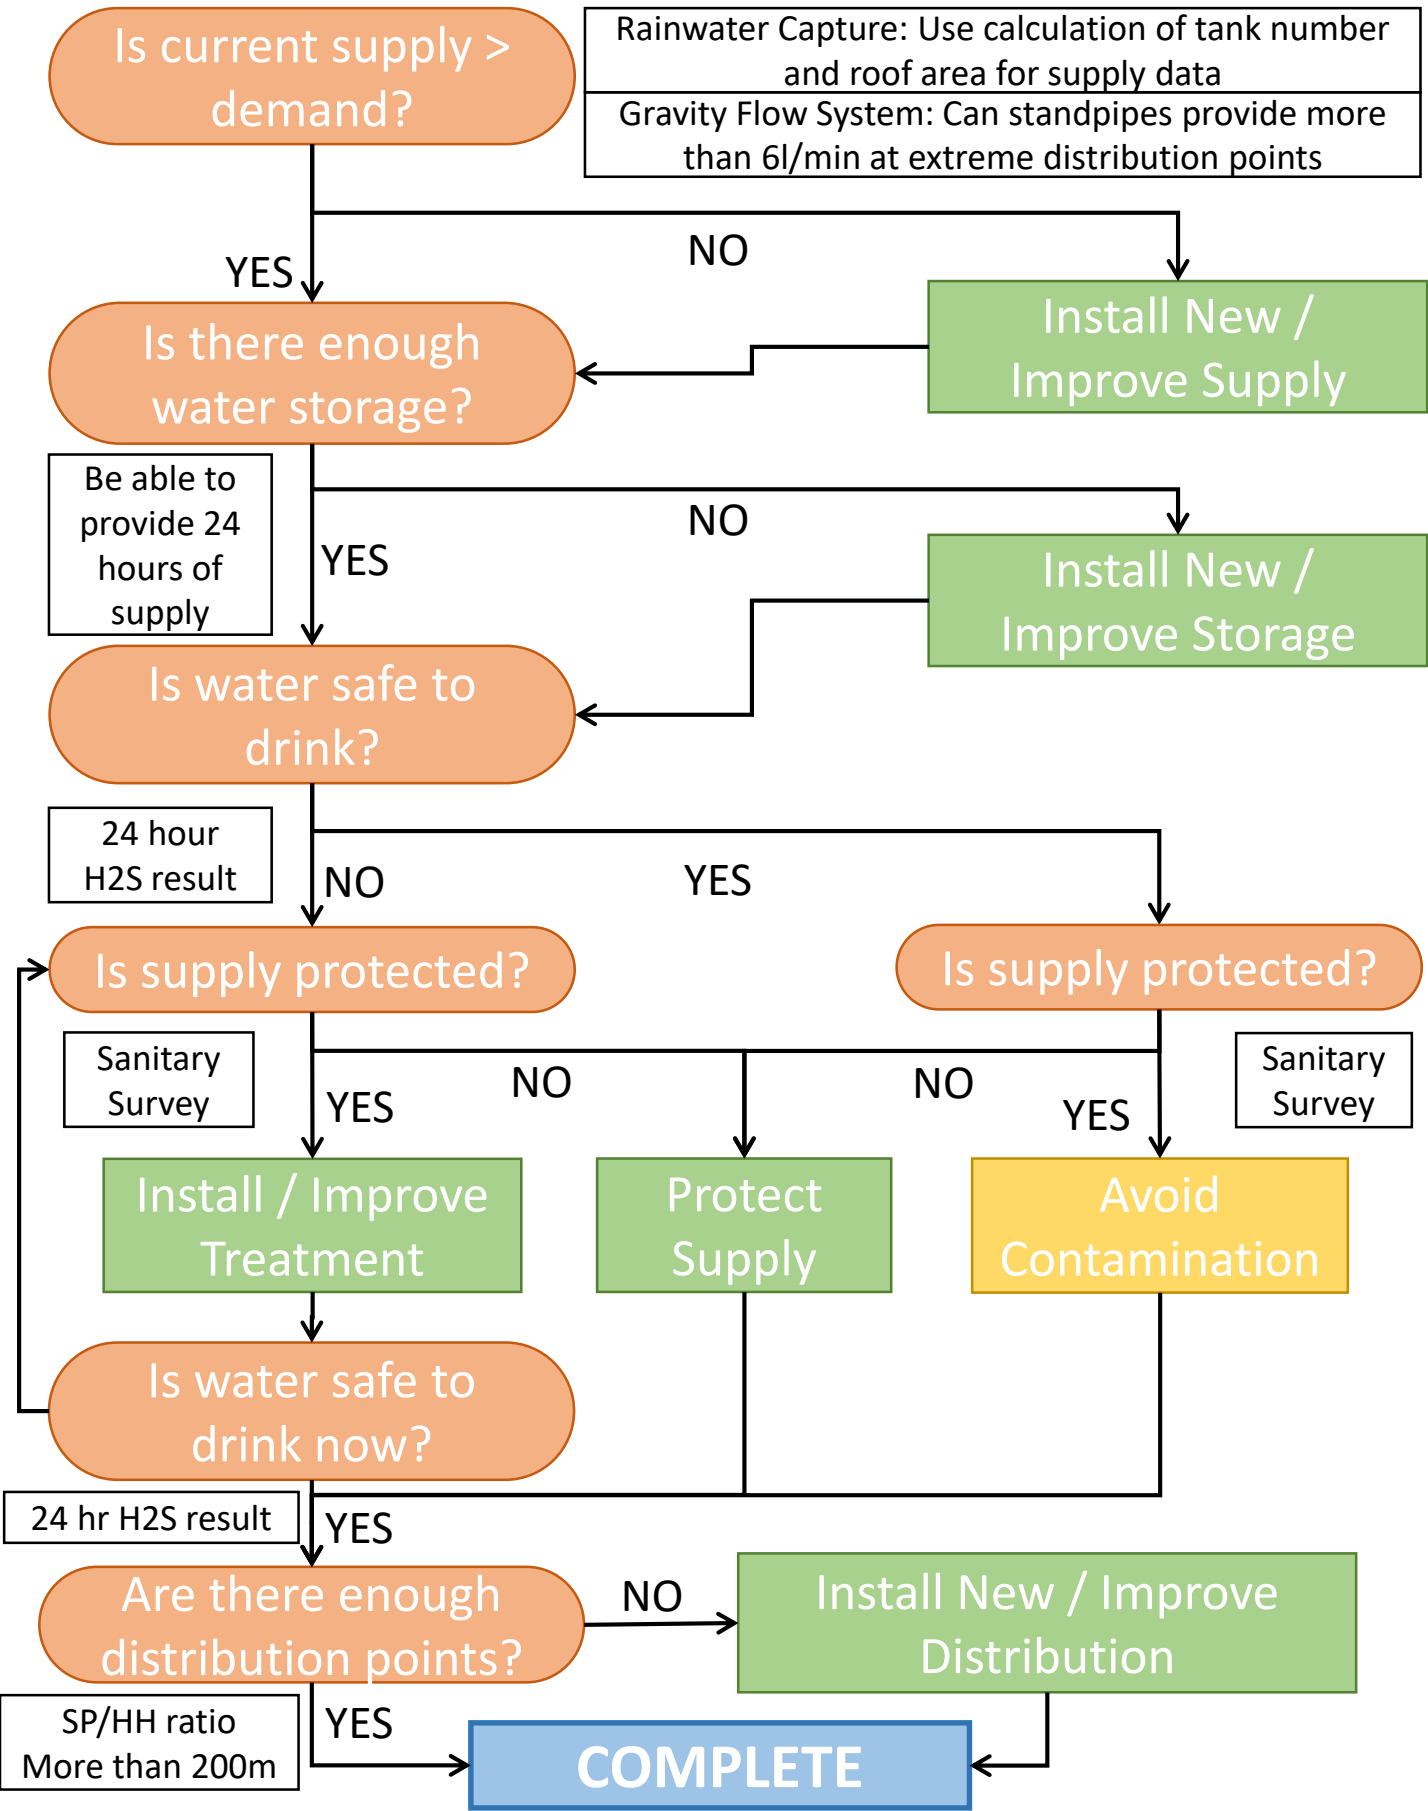 Is current supply >
demand?
Rainwater Capture: Use calculation of tank number
and roof area for supply data
Gravity Flow System: Can standpipes provide more
than 6l/min at extreme distribution points
NO
YES
Is there enough
water storage?
Install New /
Improve Supply
Be able to
provide 24
hours of
supply
NO
YES
Install New /
Improve Storage
Is water safe to
drink?
24 hour
H2S result
NO
YES
Is supply protected?
Is supply protected?
Sanitary
Survey
NO
NO
Sanitary
Survey
YES
YES
Install / Improve
Treatment
Protect
Supply
Avoid
Contamination
Is water safe to
drink now?
24 hr H2S result
YES
Are there enough
distribution points?
NO
Install New / Improve
Distribution
SP/HH ratio
More than 200m
YES
COMPLETE